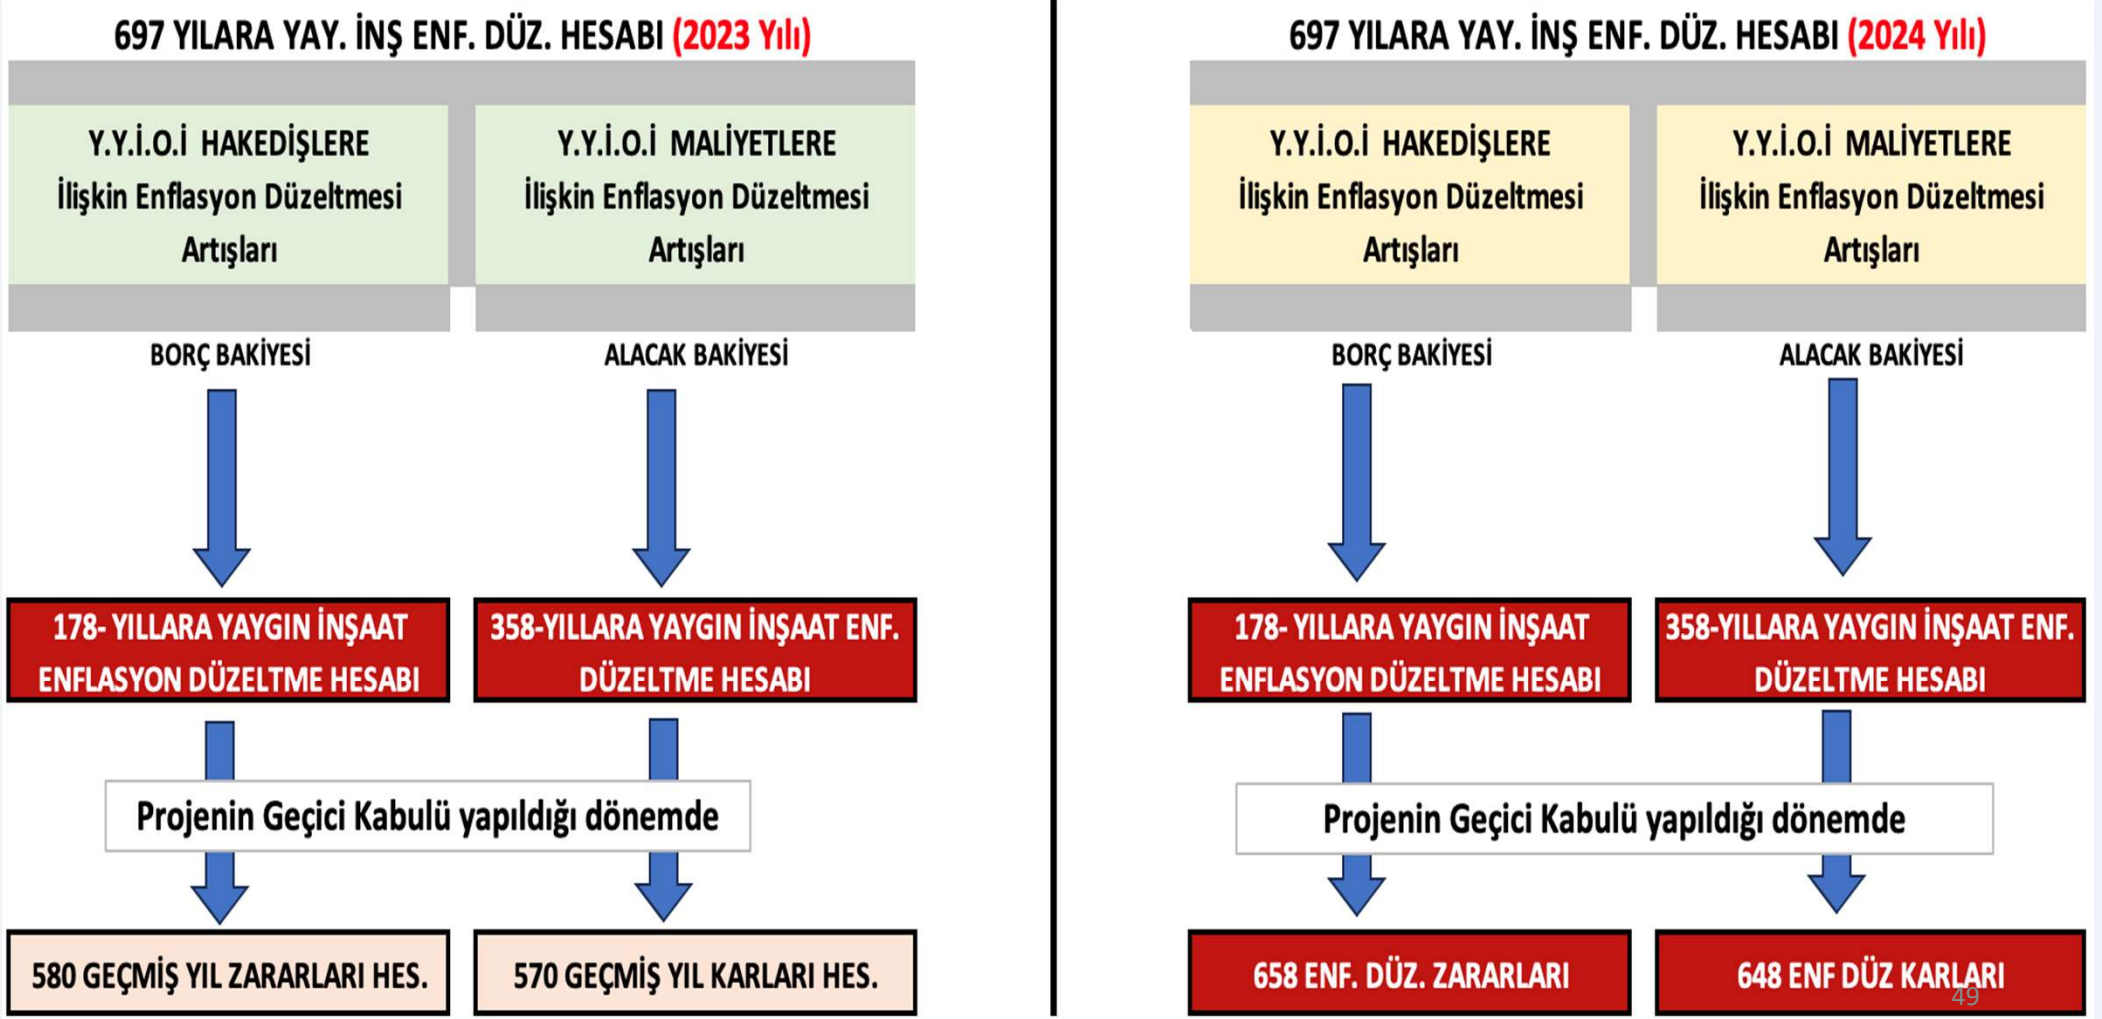 697 YILARA YAY. İNŞ ENF. DÜZ. HESABI (2023 Yılı)
Y.Y.İ.O.İ HAKEDİŞLERE
İlişkin Enflasyon Düzeltmesi
Artışları
Y.Y.İ.O.İ MALİYETLERE
İlişkin Enflasyon Düzeltmesi
Artışları
BORÇ BAKİYESİ
ALACAK BAKİYESİ
178- YILLARA YAYGIN İNŞAAT
ENFLASYON DÜZELTME HESABI
358-YILLARA YAYGIN İNŞAAT ENF.
DÜZELTME HESABI
Projenin Geçici Kabulü yapıldığı dönemde
580 GEÇMİŞ YIL ZARARLARI HES.
570 GEÇMİŞ YIL KARLARI HES.
697 YILARA YAY. İNŞ ENF. DÜZ. HESABI (2024 Yılı)
Y.Y.İ.O.İ HAKEDİŞLERE
İlişkin Enflasyon Düzeltmesi
Artışları
Y.Y.İ.O.İ MALİYETLERE
İlişkin Enflasyon Düzeltmesi
Artışları
BORÇ BAKİYESİ
ALACAK BAKİYESİ
178- YILLARA YAYGIN İNŞAAT
ENFLASYON DÜZELTME HESABI
358-YILLARA YAYGIN İNŞAAT ENF.
DÜZELTME HESABI
Projenin Geçici Kabulü yapıldığı dönemde
658 ENF. DÜZ. ZARARLARI
648 ENF DÜZ KARLARI
49